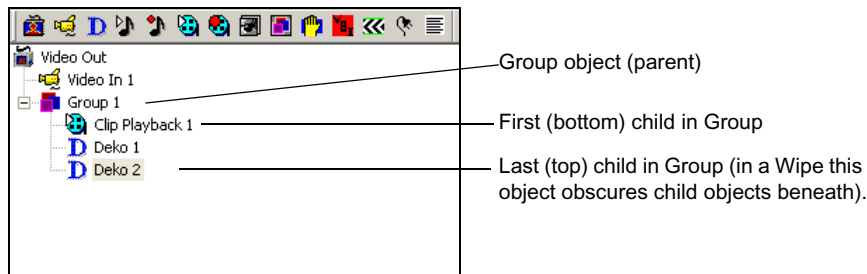 Video Out
Video In 1
Group 1
Clip Playback 1
Deko 1
Deko 2
Group object (parent)
First (bottom) child in Group
Last (top) child in Group (in a Wipe this
object obscures child objects beneath).